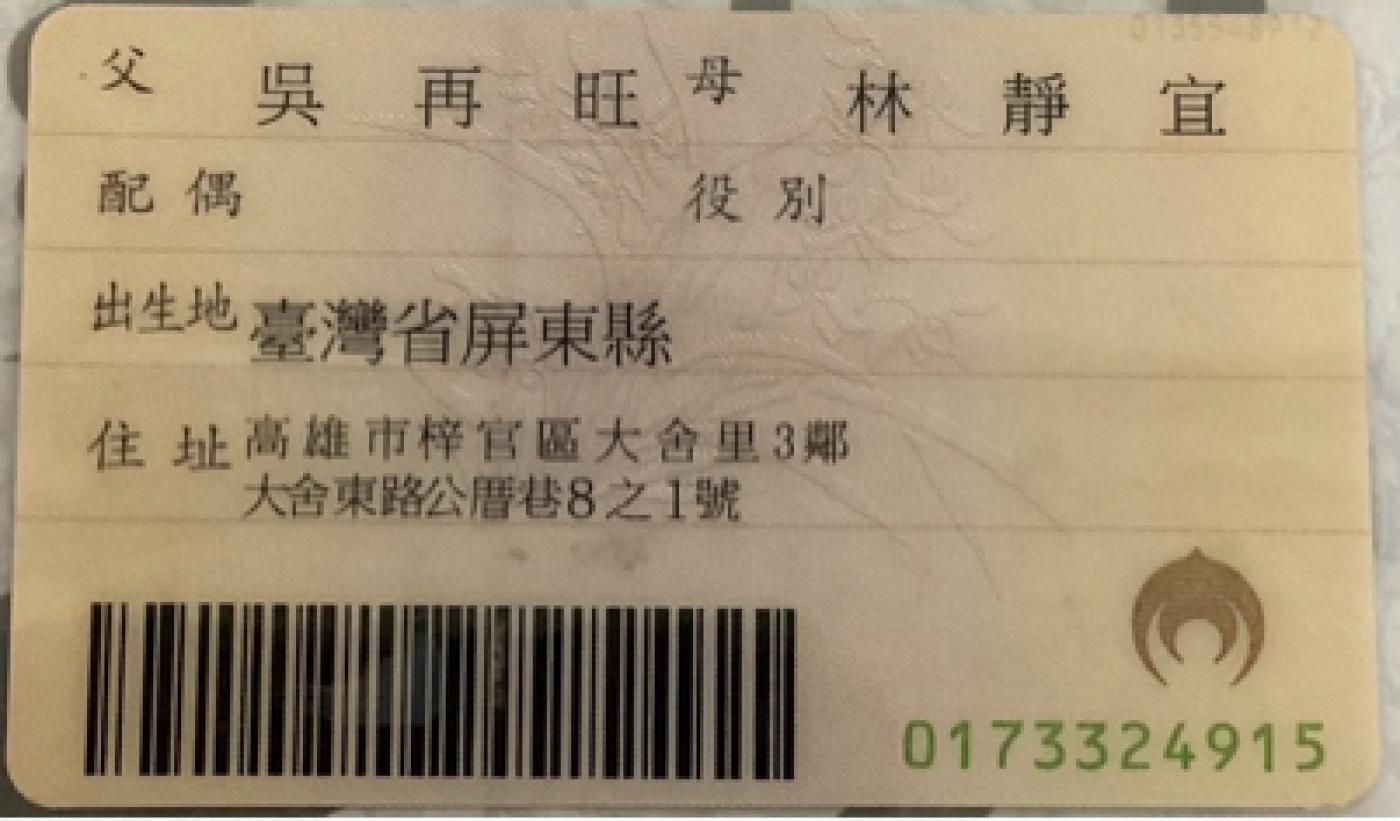 父 吳再旺 母 林靜宜
配偶 役別
出生地 臺灣省屏東縣
住址 高雄市梓官區大舍里3鄰
大舍東路公厝巷8之1號
0173324915